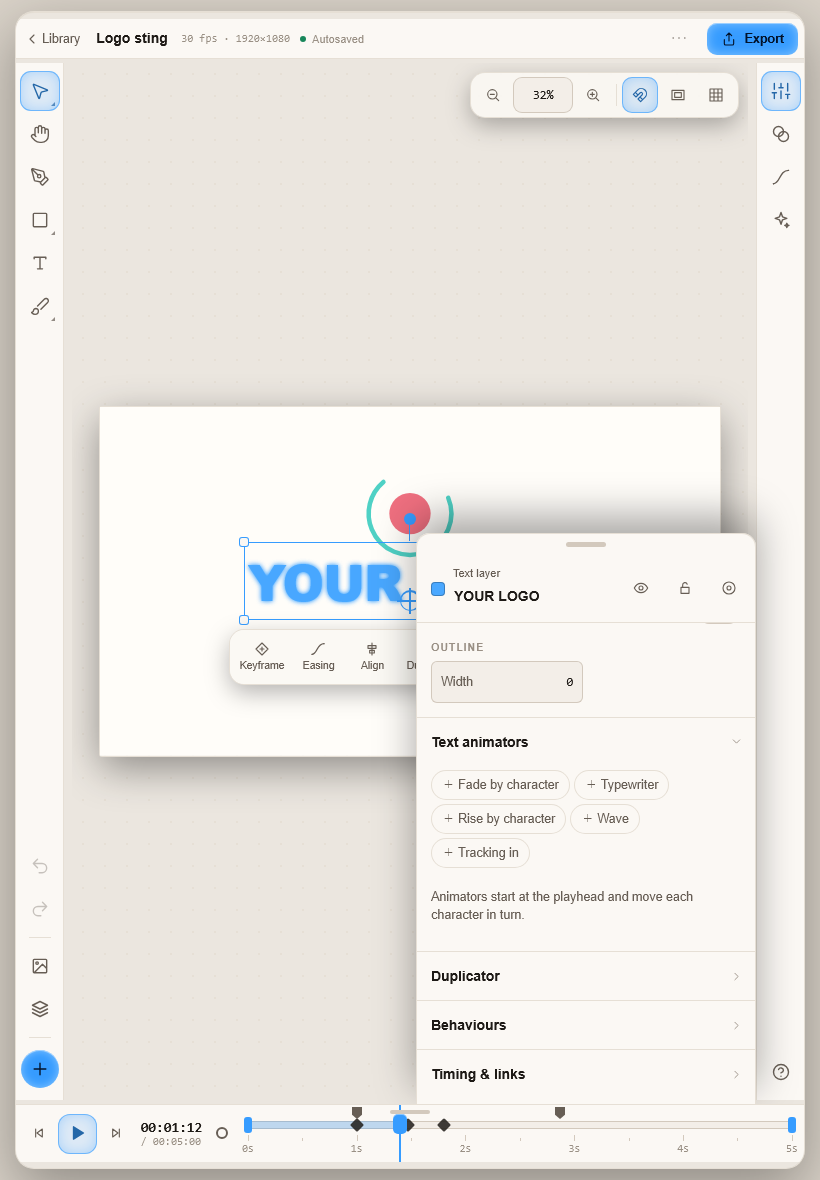 Library
Logo sting
30 fps · 1920×1080
Autosaved
Export
32%
YOUR
Keyframe
Easing
Align
Text layer
YOUR LOGO
OUTLINE
Width
0
Text animators
Fade by character
Typewriter
Rise by character
Wave
Tracking in
Animators start at the playhead and move each
character in turn.
Duplicator
Behaviours
Timing & links
00:01:12
/ 00:05:00
0s
1s
2s
3s
4s
5s